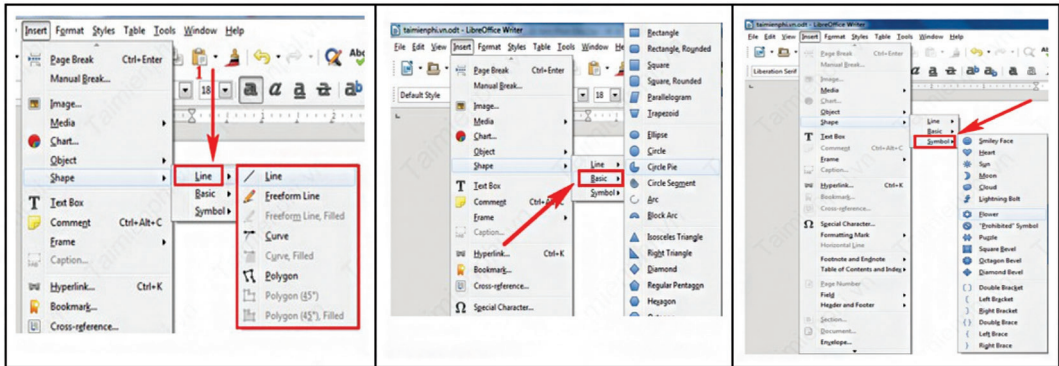 Insert Format Styles Table Tools Window Help
Page Break Ctrl+Enter
Manual Break...
Image...
Media
Chart...
Object
Shape
Text Box
Comment Ctrl+Alt+C
Frame
Caption...
Hyperlink... Ctrl+K
Bookmark...
Cross-reference...
1
18
Line
Basic
Symbol
Line
Freeform Line
Freeform Line, Filled
Curve
Curve, Filled
Polygon
Polygon (45°)
Polygon (45°), Filled
taimienphi.vn.odt - LibreOffice Writer
File Edit View Insert Format Styles Table Tools Window He
Default Style
18
Page Break Ctrl+Enter
Manual Break...
Image...
Media
Chart...
Object
Shape
Text Box
Comment
Frame
Caption...
Hyperlink... Ctrl+K
Bookmark...
Cross-reference...
Special Character...
Line
Basic
Symbol
Rectangle
Rectangle, Rounded
Square
Square, Rounded
Parallelogram
Trapezoid
Ellipse
Circle
Circle Pie
Circle Segment
Arc
Block Arc
Isosceles Triangle
Right Triangle
Diamond
Regular Pentagon
Hexagon
taimienphi.vn.odt - LibreOffice Writer
File Edit View Insert Format Styles Table Tools Window Help
Liberation Serif
Page Break Ctrl+Enter
Manual Break...
Image...
Media
Chart...
Object
Shape
Text Box
Comment Ctrl+Alt+C
Frame
Caption...
Hyperlink... Ctrl+K
Bookmark...
Cross-reference...
Special Character...
Formatting Mark
Horizontal Line
Footnote and Endnote
Table of Contents and Index
Page Number
Field
Header and Footer
Section...
Document...
Envelope...
Line
Basic
Symbol
Smiley Face
Heart
Sun
Moon
Cloud
Lightning Bolt
Flower
"Prohibited" Symbol
Puzzle
Square Bevel
Octagon Bevel
Diamond Bevel
Double Bracket
Left Bracket
Right Bracket
Double Brace
Left Brace
Right Brace